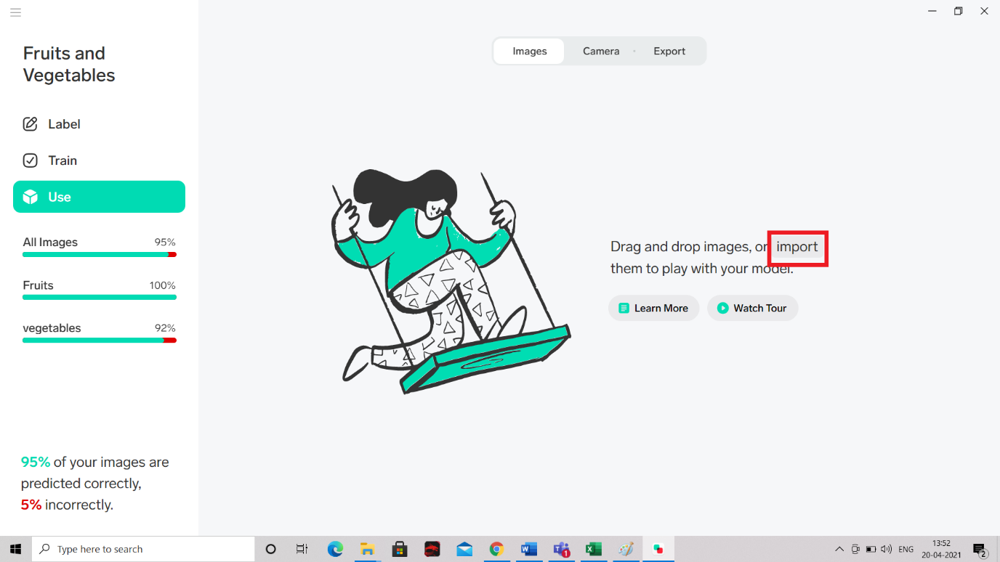 Fruits and
Vegetables
Label
Train
Use
All Images 95%
Fruits 100%
vegetables 92%
95% of your images are
predicted correctly,
5% incorrectly.
Images Camera Export
Drag and drop images, or import
them to play with your model.
Learn More Watch Tour
Type here to search
ENG
13:52
20-04-2021
1
2